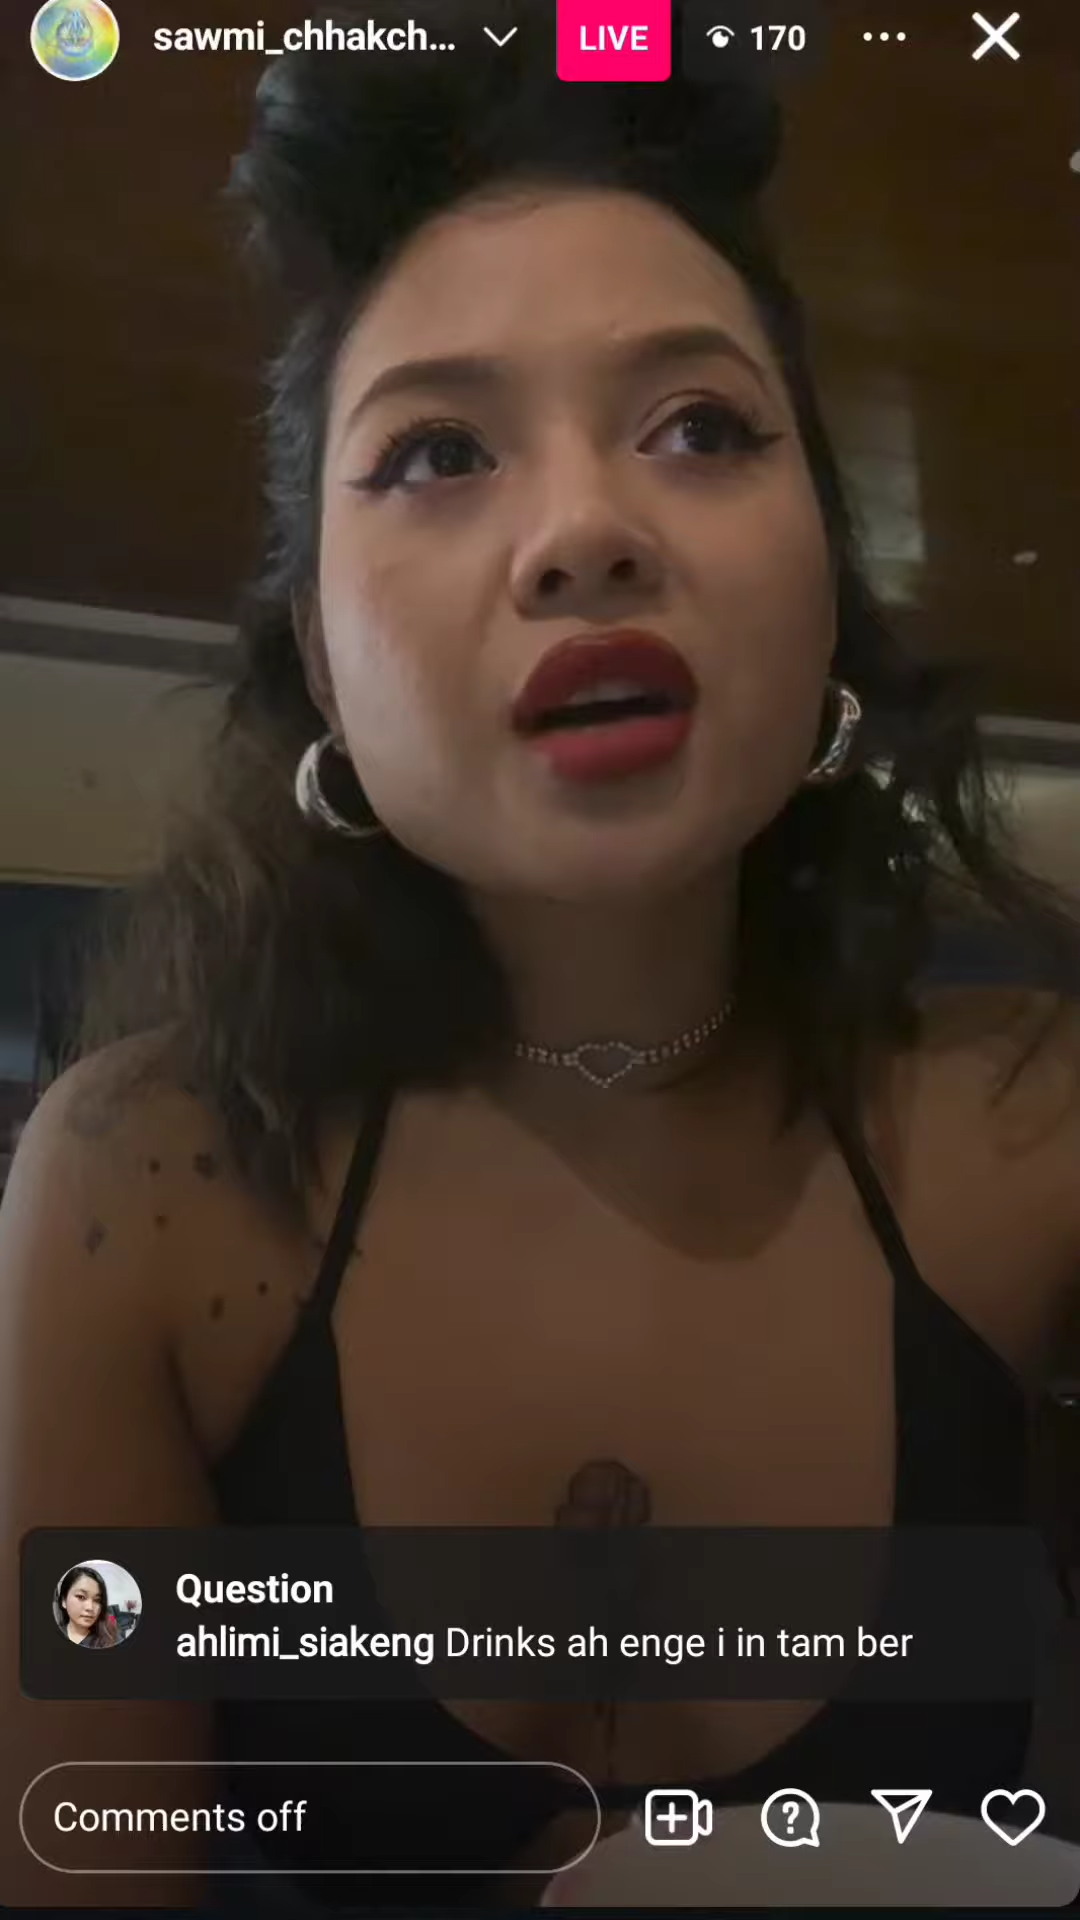 sawmi_chhakch...
LIVE
170
Question
ahlimi_siakeng Drinks ah enge i in tam ber
Comments off